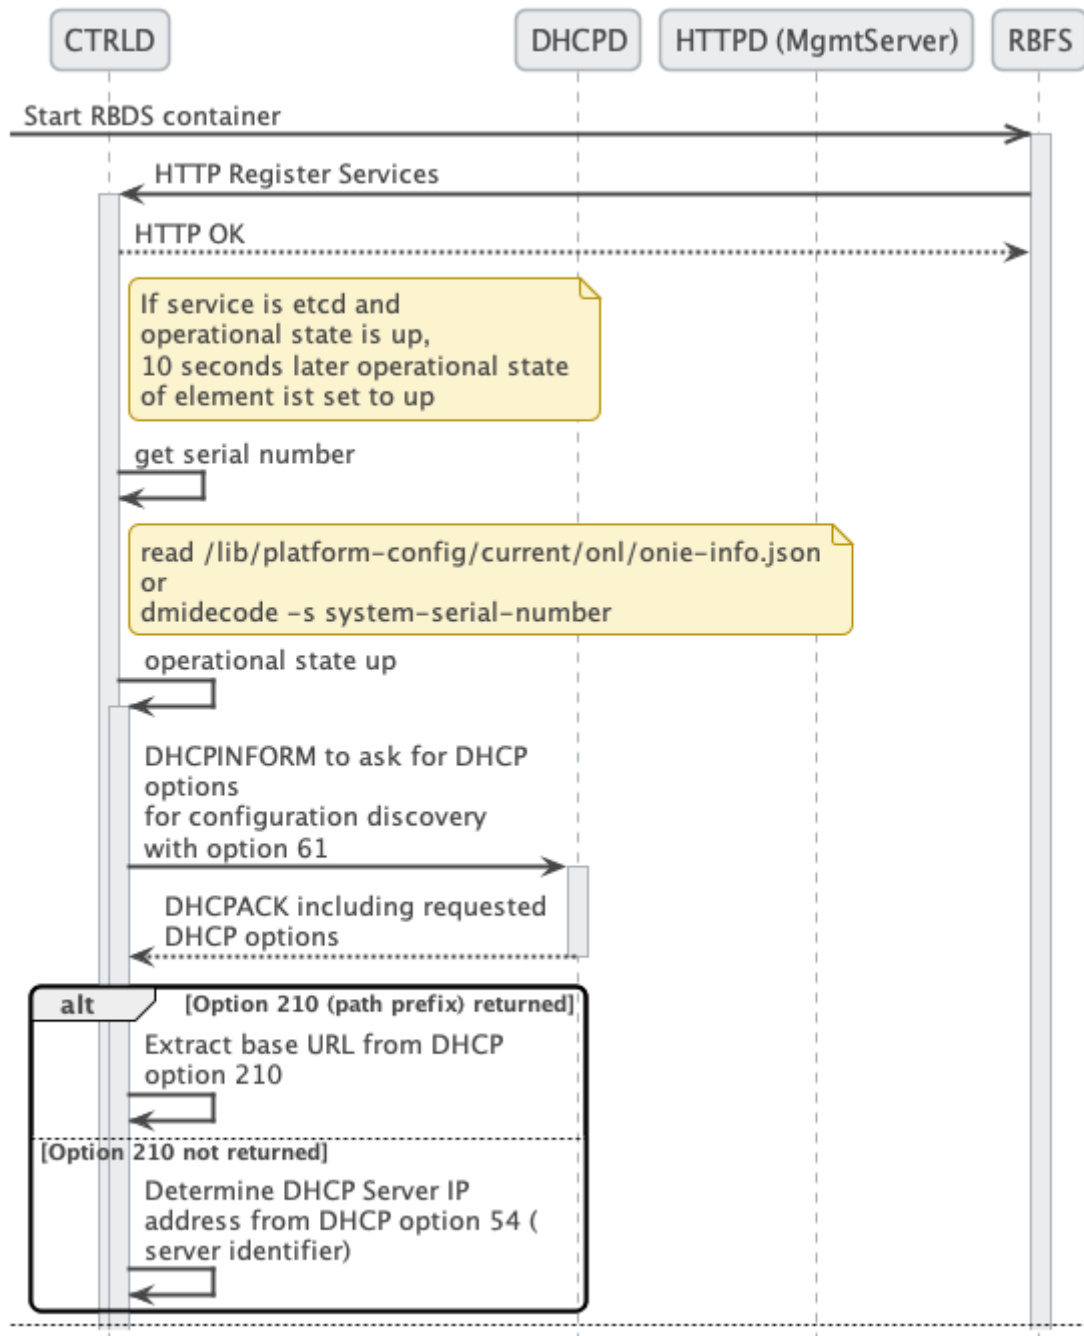 CTRLD
DHCPD
HTTPD (MgmtServer)
RBFS
Start RBDS container
HTTP Register Services
HTTP OK
If service is etcd and
operational state is up,
10 seconds later operational state
of element ist set to up
get serial number
read /lib/platform-config/current/onl/onie-info.json
or
dmidecode -s system-serial-number
operational state up
DHCPINFORM to ask for DHCP
options
for configuration discovery
with option 61
DHCPACK including requested
DHCP options
alt
[Option 210 (path prefix) returned]
Extract base URL from DHCP
option 210
[Option 210 not returned]
Determine DHCP Server IP
address from DHCP option 54 (
server identifier)